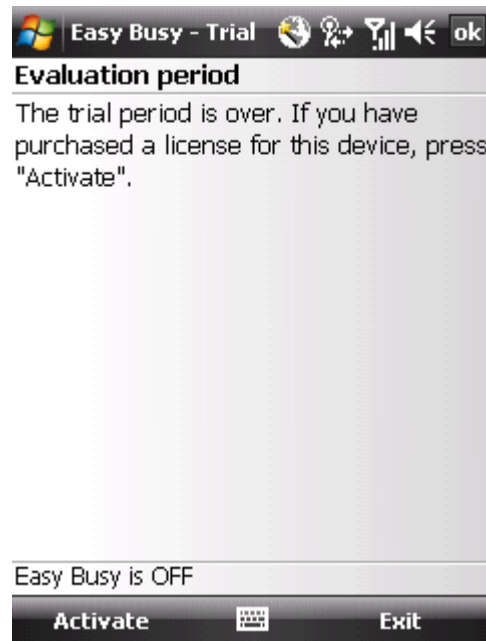 Easy Busy - Trial ok
Evaluation period
The trial period is over. If you have
purchased a license for this device, press
"Activate".
Easy Busy is OFF
Activate Exit